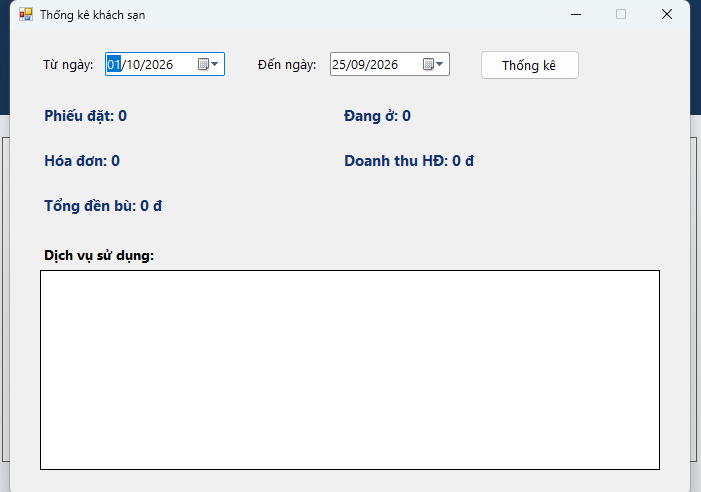 Thống kê khách sạn
Từ ngày: 01/10/2026 Đến ngày: 25/09/2026 Thống kê
Phiếu đặt: 0 Đang ở: 0
Hóa đơn: 0 Doanh thu HĐ: 0 đ
Tổng đền bù: 0 đ
Dịch vụ sử dụng: